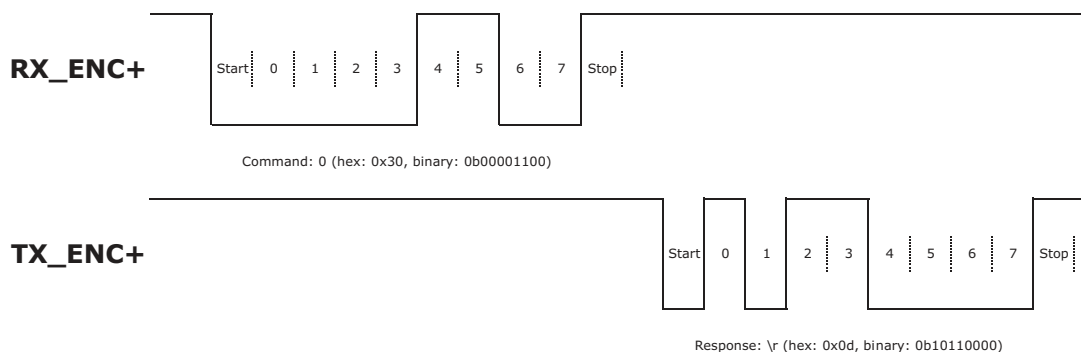 RX_ENC+
Start 0 1 2 3 4 5 6 7 Stop
Command: 0 (hex: 0x30, binary: 0b00001100)
TX_ENC+
Start 0 1 2 3 4 5 6 7 Stop
Response: \r (hex: 0x0d, binary: 0b10110000)